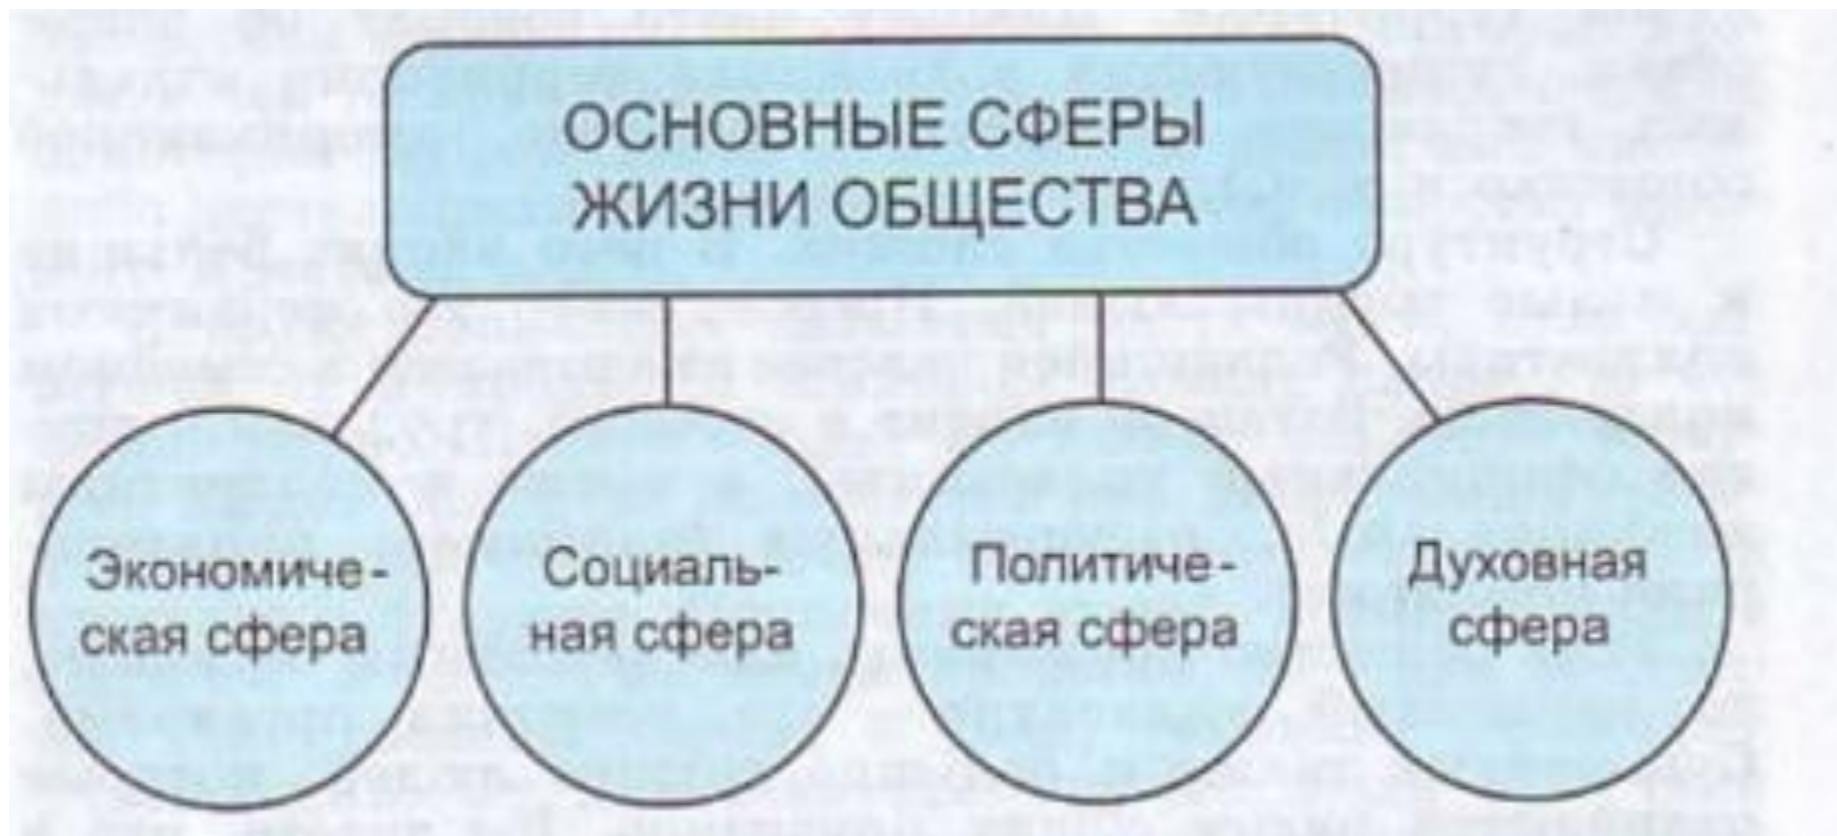 ОСНОВНЫЕ СФЕРЫ
ЖИЗНИ ОБЩЕСТВА
Экономиче-
ская сфера
Социаль-
ная сфера
Политиче-
ская сфера
Духовная
сфера